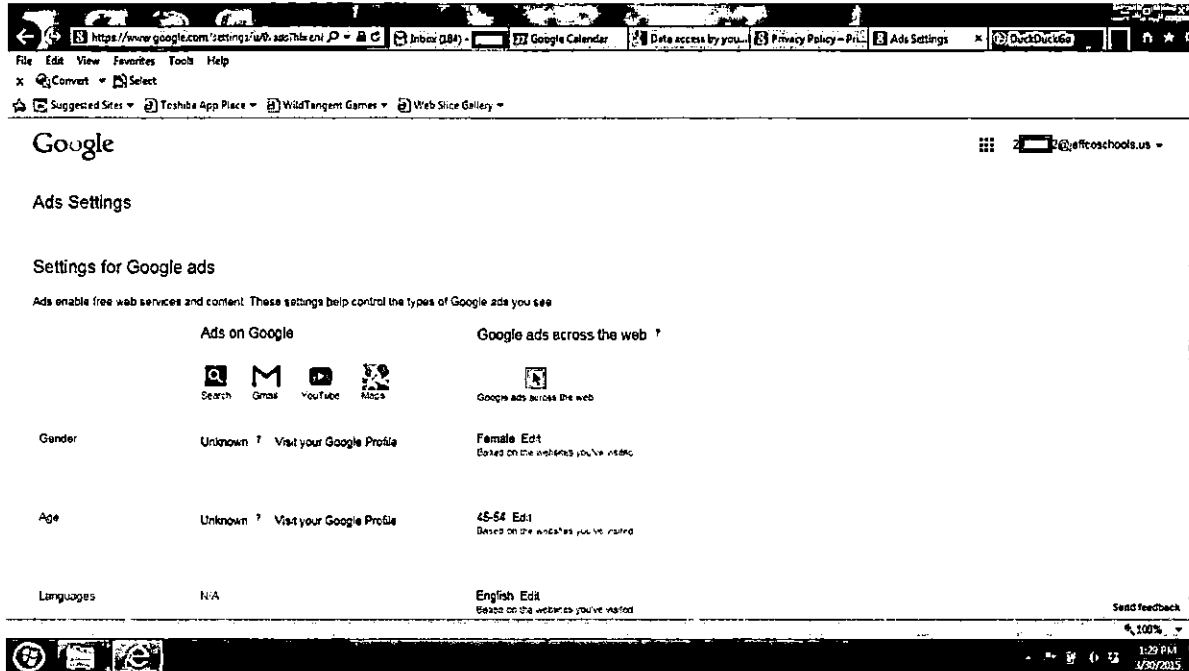 https://www.google.com/settings/u/0/ads?hl=en
Inbox (184) -
Google Calendar
Data access by you...
Privacy Policy – Pri...
Ads Settings
x
DuckDuckGo
File Edit View Favorites Tools Help
x Convert Select
Suggested Sites Toshiba App Place WildTangent Games Web Slice Gallery
Google
@jeffcoschools.us
Ads Settings
Settings for Google ads
Ads enable free web services and content. These settings help control the types of Google ads you see
Ads on Google Google ads across the web ?
Search Gmail YouTube Maps Google ads across the web
Gender Unknown ? Visit your Google Profile Female Edit
Based on the websites you've visited
Age Unknown ? Visit your Google Profile 45-54 Edit
Based on the websites you've visited
Languages N/A English Edit
Based on the websites you've visited
Send feedback
100%
1:29 PM
3/30/2015